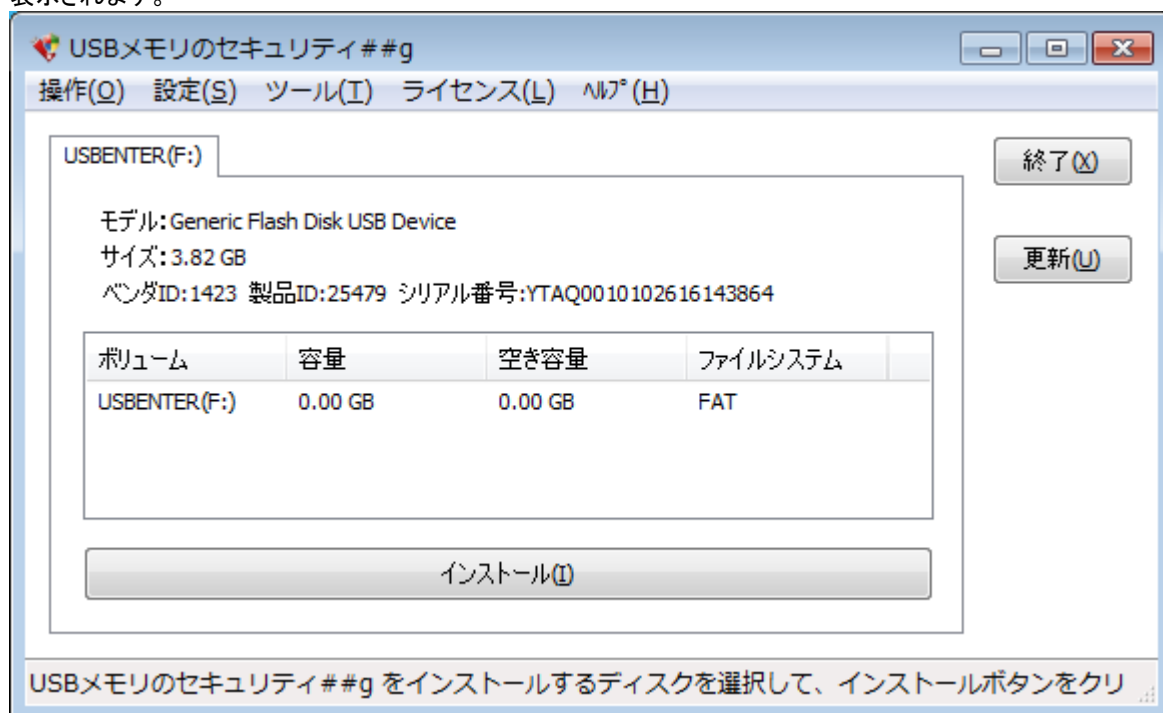 表示されます。
USBメモリのセキュリティ##g
操作(O) 設定(S) ツール(T) ライセンス(L) ﾍﾙﾌﾟ(H)
USBENTER(F:)
終了(X)
モデル:Generic Flash Disk USB Device
サイズ:3.82 GB
更新(U)
ベンダID:1423 製品ID:25479 シリアル番号:YTAQ0010102616143864
ボリューム 容量 空き容量 ファイルシステム
USBENTER(F:) 0.00 GB 0.00 GB FAT
インストール(I)
USBメモリのセキュリティ##g をインストールするディスクを選択して、インストールボタンをクリ